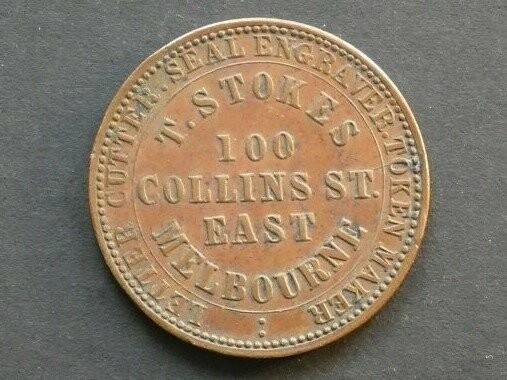 LETTER CUTTER. SEAL ENGRAVER. TOKEN MAKER
T. STOKES
100
COLLINS ST.
EAST
MELBOURNE